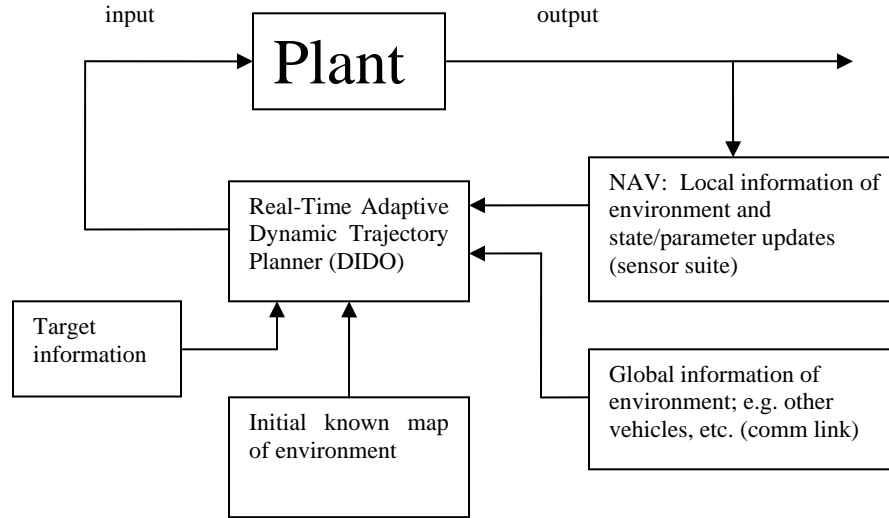 input
output
Plant
NAV: Local information of
environment and
state/parameter updates
(sensor suite)
Real-Time Adaptive
Dynamic Trajectory
Planner (DIDO)
Target
information
Initial known map
of environment
Global information of
environment; e.g. other
vehicles, etc. (comm link)